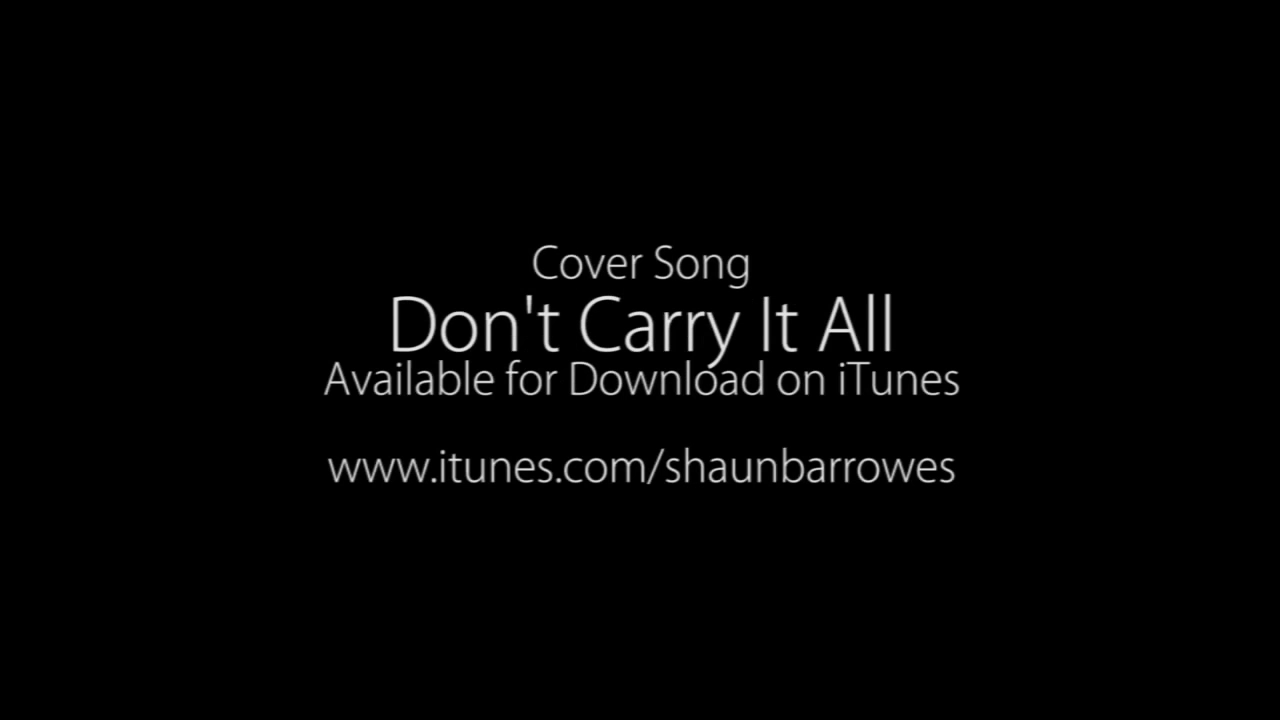 Cover Song
Don't Carry It All
Available for Download on iTunes
www.itunes.com/shaunbarrowes